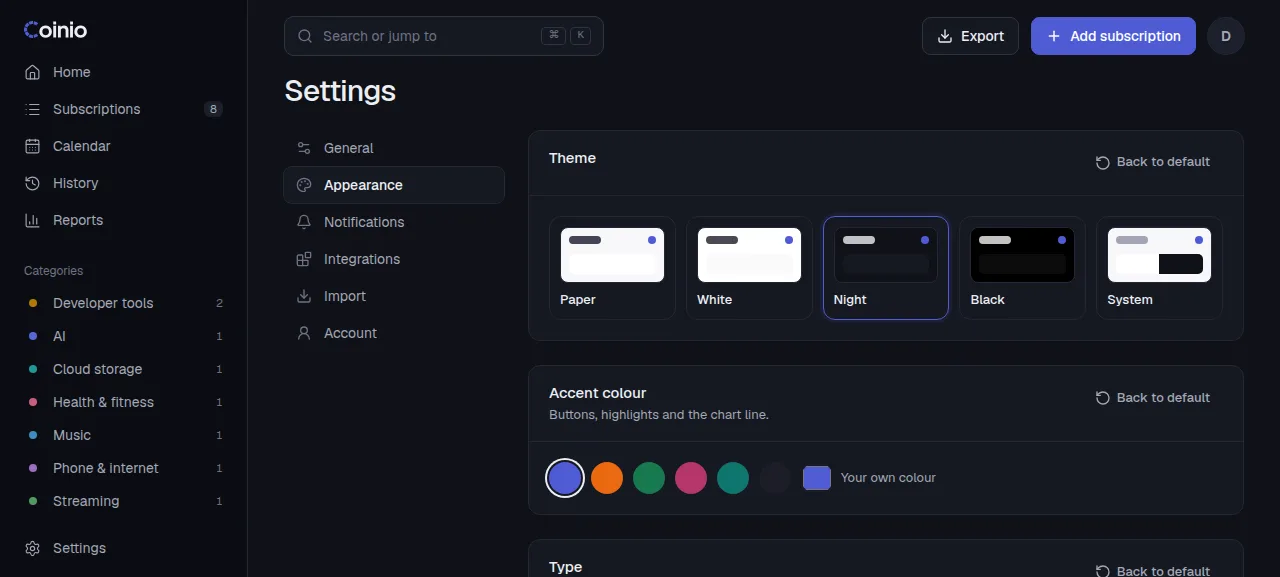 Coinio
Search or jump to
⌘ K
Export
+ Add subscription
D
Home
Subscriptions 8
Calendar
History
Reports
Categories
Developer tools 2
AI 1
Cloud storage 1
Health & fitness 1
Music 1
Phone & internet 1
Streaming 1
Settings
Settings
General
Appearance
Notifications
Integrations
Import
Account
Theme
Back to default
Paper
White
Night
Black
System
Accent colour
Buttons, highlights and the chart line.
Back to default
Your own colour
Type
Back to default